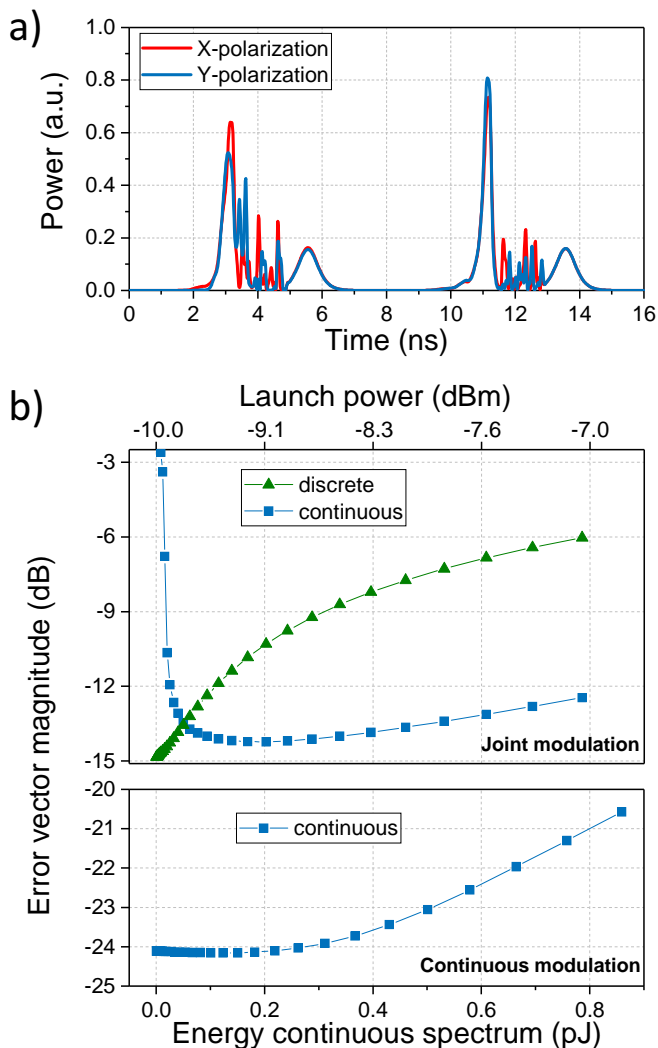 a)
X-polarization
Y-polarization
Power (a.u.)
1.0
0.8
0.6
0.4
0.2
0.0
0 2 4 6 8 10 12 14 16
Time (ns)
b)
Launch power (dBm)
-10.0 -9.1 -8.3 -7.6 -7.0
discrete
continuous
Error vector magnitude (dB)
-3
-6
-9
-12
-15
Joint modulation
-20
-21
-22
-23
-24
-25
continuous
Continuous modulation
0.0 0.2 0.4 0.6 0.8
Energy continuous spectrum (pJ)